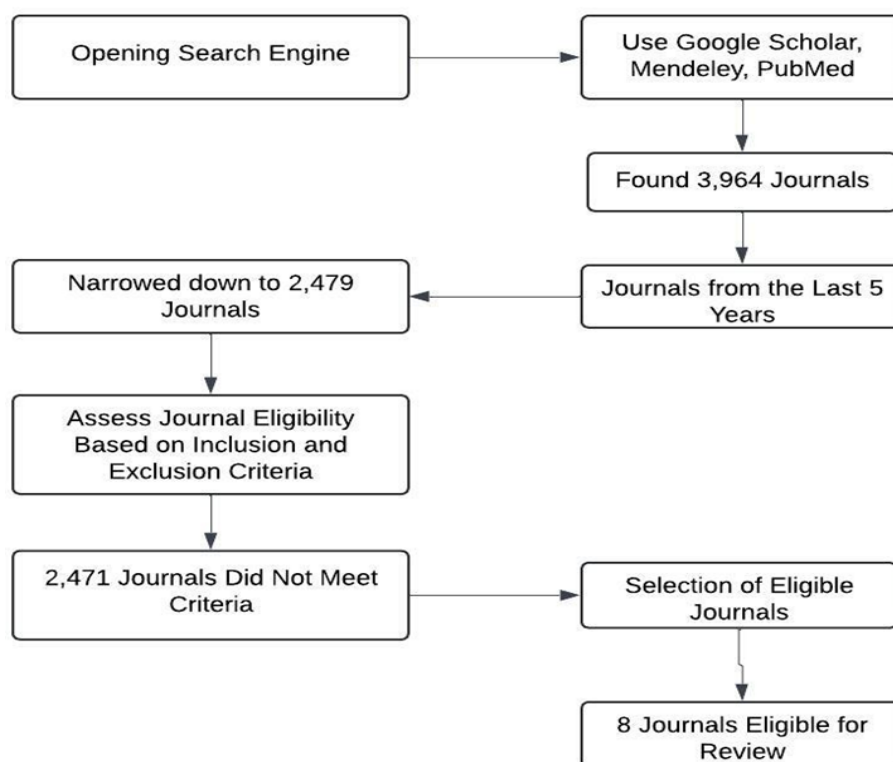 Opening Search Engine
Use Google Scholar,
Mendeley, PubMed
Found 3,964 Journals
Journals from the Last 5
Years
Narrowed down to 2,479
Journals
Assess Journal Eligibility
Based on Inclusion and
Exclusion Criteria
2,471 Journals Did Not Meet
Criteria
Selection of Eligible
Journals
8 Journals Eligible for
Review